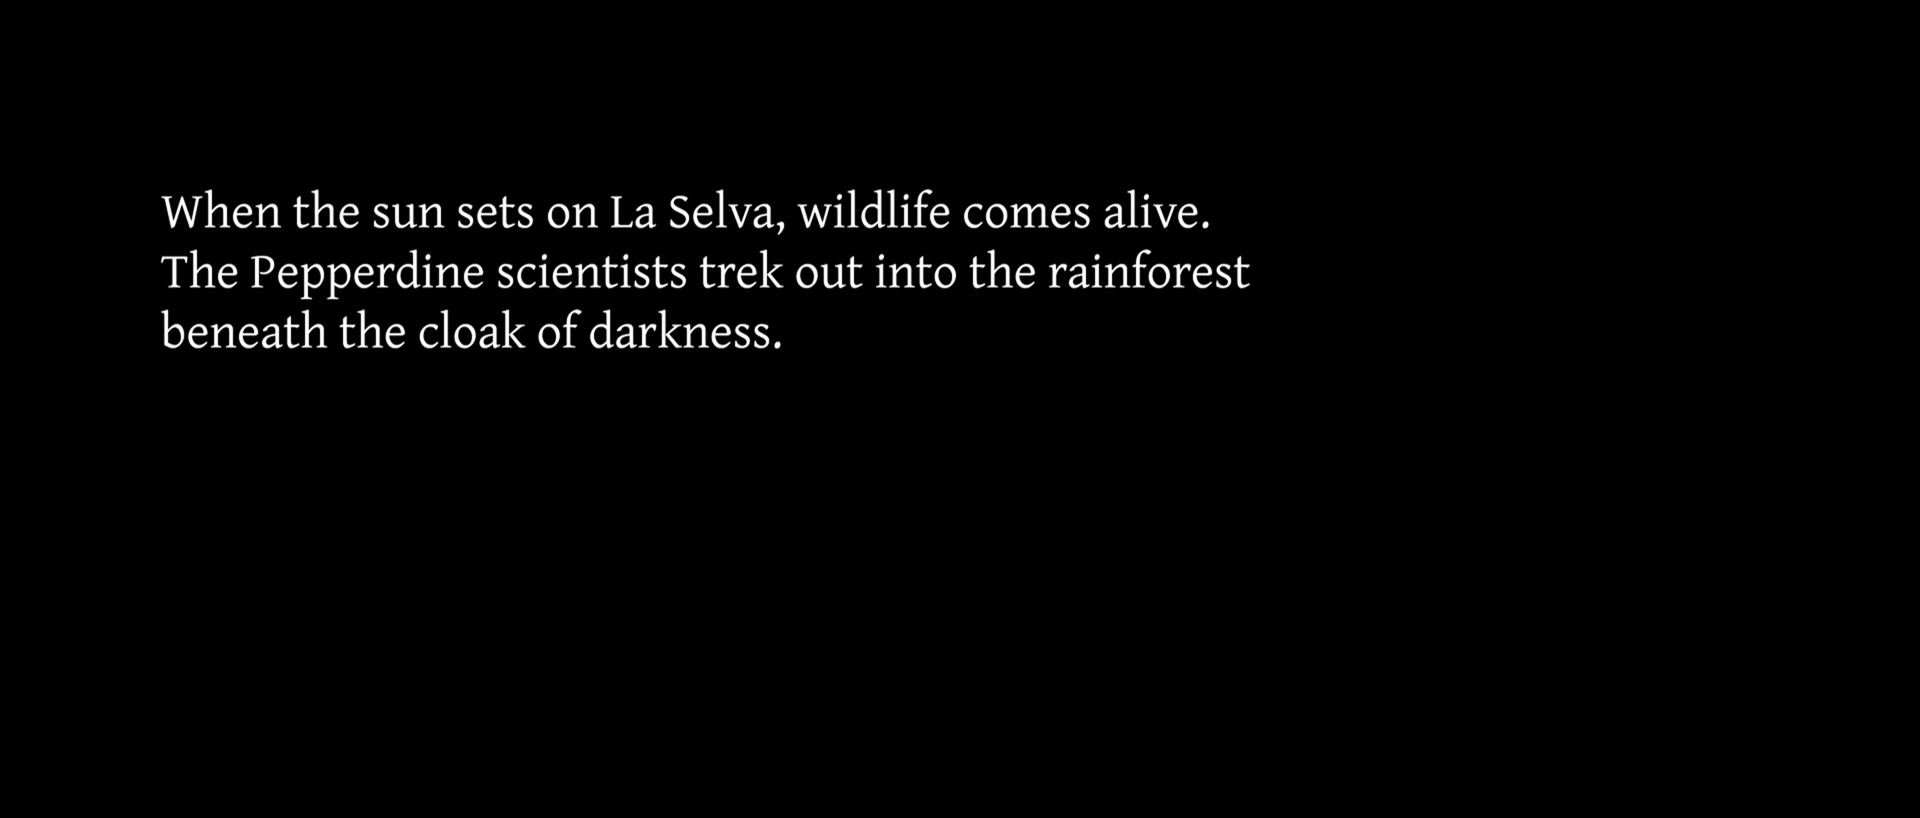 When the sun sets on La Selva, wildlife comes alive.
The Pepperdine scientists trek out into the rainforest
beneath the cloak of darkness.